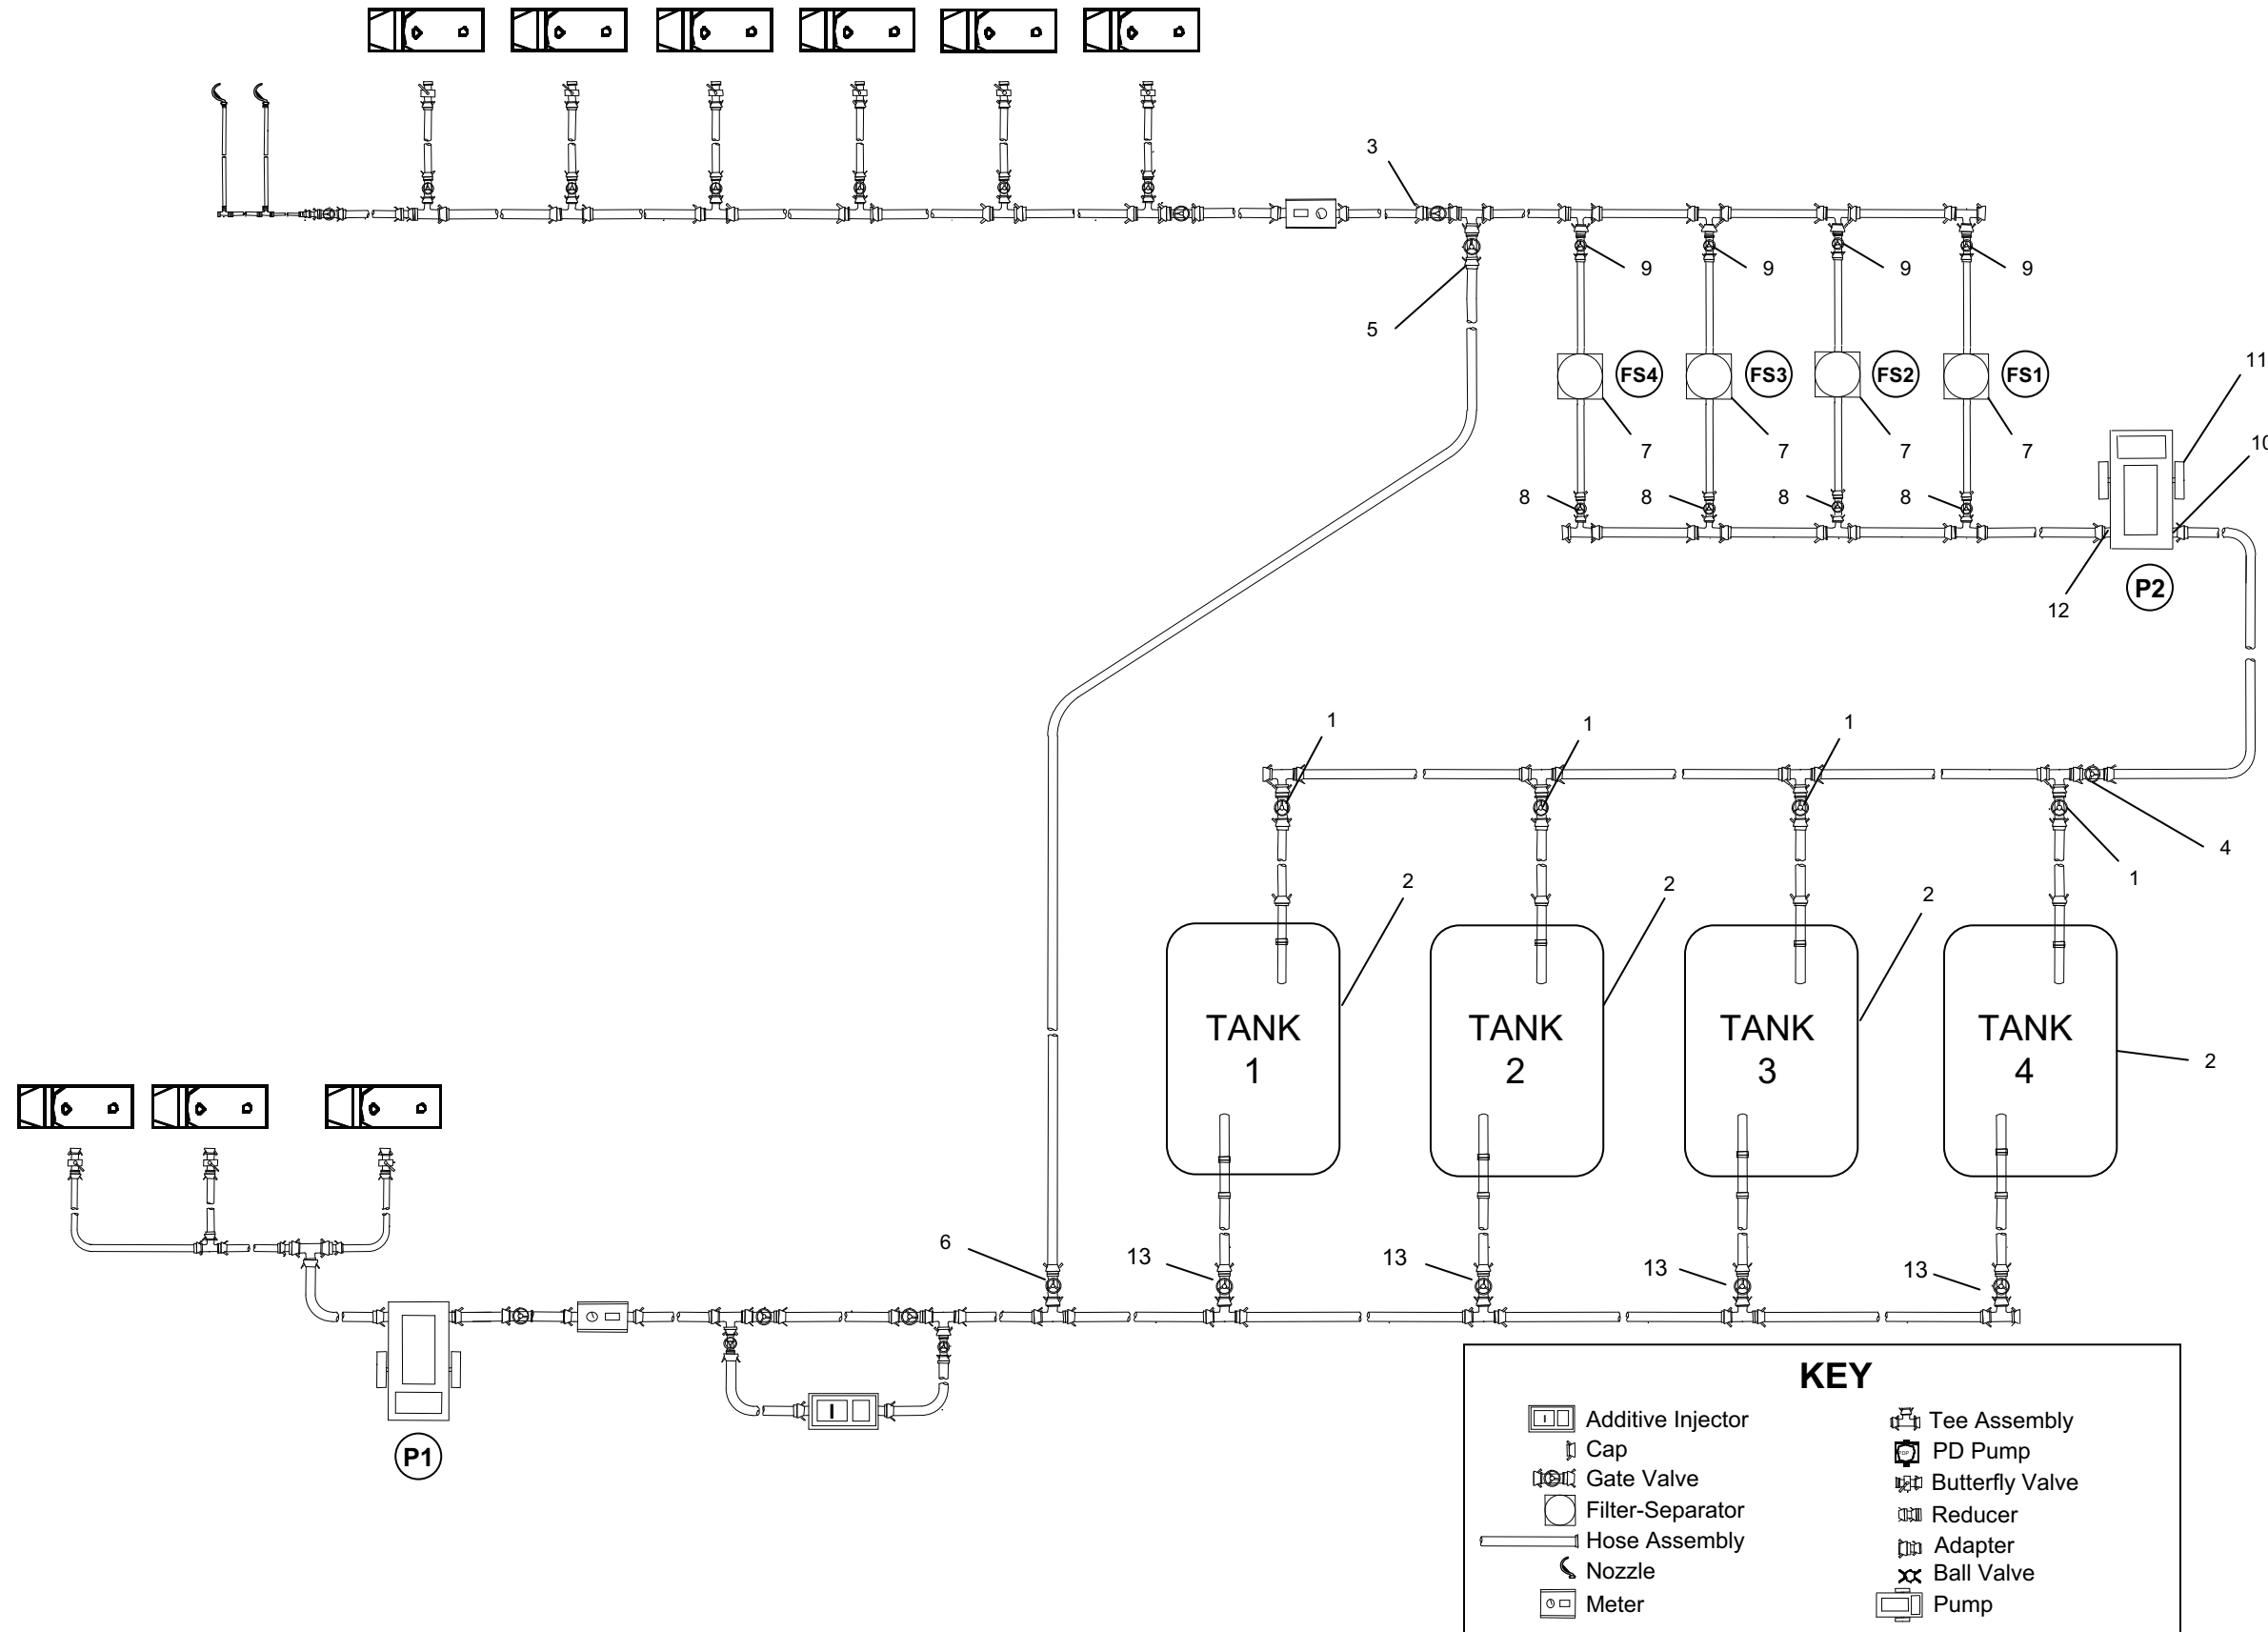 3
9
9
9
9
5
FS4
FS3
FS2
FS1
11
7
7
7
7
10
8
8
8
8
P2
12
1
1
1
4
1
2
2
2
TANK
1
TANK
2
TANK
3
TANK
4
2
6
13
13
13
13
P1
KEY
Additive Injector
Cap
Gate Valve
Filter-Separator
Hose Assembly
Nozzle
Meter
Tee Assembly
PD Pump
Butterfly Valve
Reducer
Adapter
Ball Valve
Pump